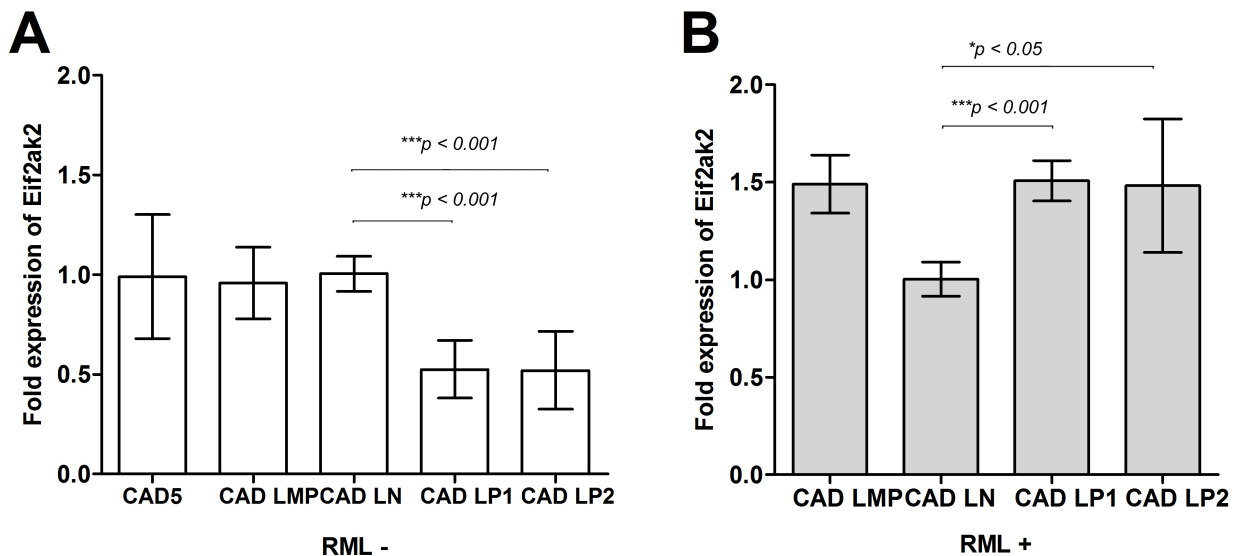 A
Fold expression of Eif2ak2
2.0
1.5
1.0
0.5
0.0
***p < 0.001
***p < 0.001
CAD5 CAD LMP CAD LN CAD LP1 CAD LP2
RML -
B
Fold expression of Eif2ak2
2.0
1.5
1.0
0.5
0.0
*p < 0.05
***p < 0.001
CAD LMP CAD LN CAD LP1 CAD LP2
RML +